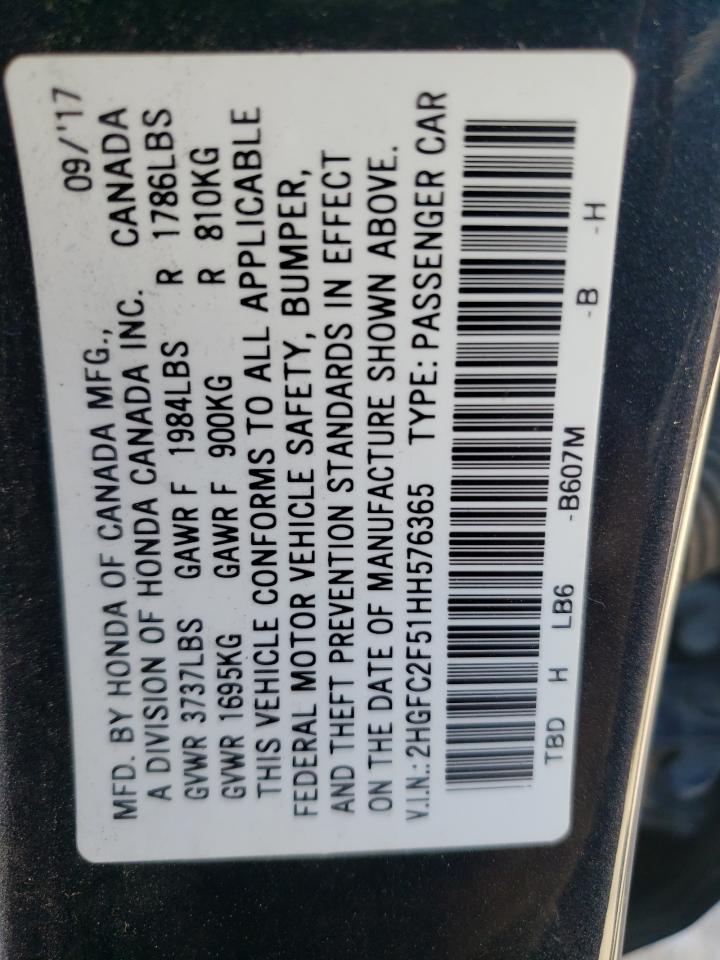 MFD. BY HONDA OF CANADA MFG., 09/'17
A DIVISION OF HONDA CANADA INC. CANADA
GVWR 3737LBS GAWR F 1984LBS R 1786LBS
GVWR 1695KG GAWR F 900KG R 810KG
THIS VEHICLE CONFORMS TO ALL APPLICABLE
FEDERAL MOTOR VEHICLE SAFETY, BUMPER,
AND THEFT PREVENTION STANDARDS IN EFFECT
ON THE DATE OF MANUFACTURE SHOWN ABOVE.
V.I.N.: 2HGFC2F51HH576365 TYPE: PASSENGER CAR
TBD H LB6 -B607M -B -H